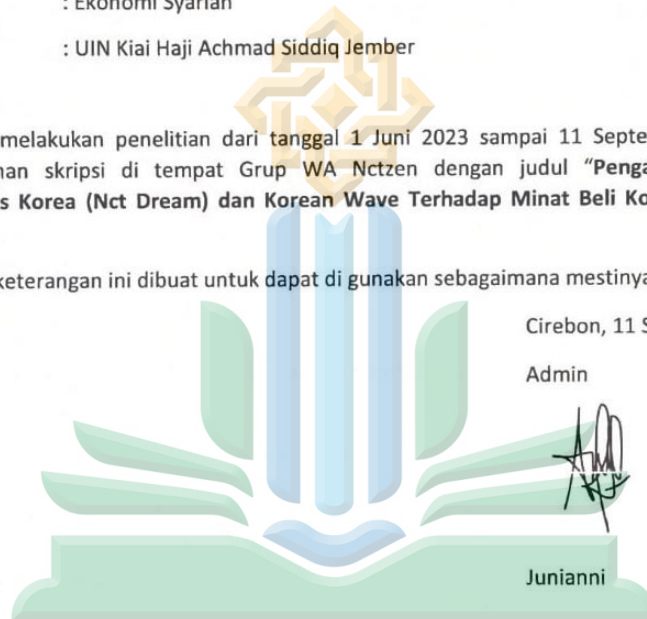 : Ekonomi Syariah
: UIN Kiai Haji Achmad Siddiq Jember
melakukan penelitian dari tanggal 1 Juni 2023 sampai 11 Septe
an skripsi di tempat Grup WA Nctzen dengan judul "Penga
s Korea (Nct Dream) dan Korean Wave Terhadap Minat Beli Ko
keterangan ini dibuat untuk dapat di gunakan sebagaimana mestinya
Cirebon, 11 S
Admin
Junianni